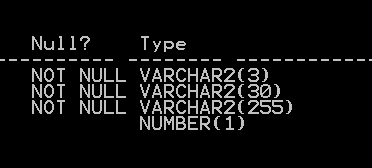 Null? Type
----------- -------- --------------
NOT NULL VARCHAR2(3)
NOT NULL VARCHAR2(30)
NOT NULL VARCHAR2(255)
NUMBER(1)